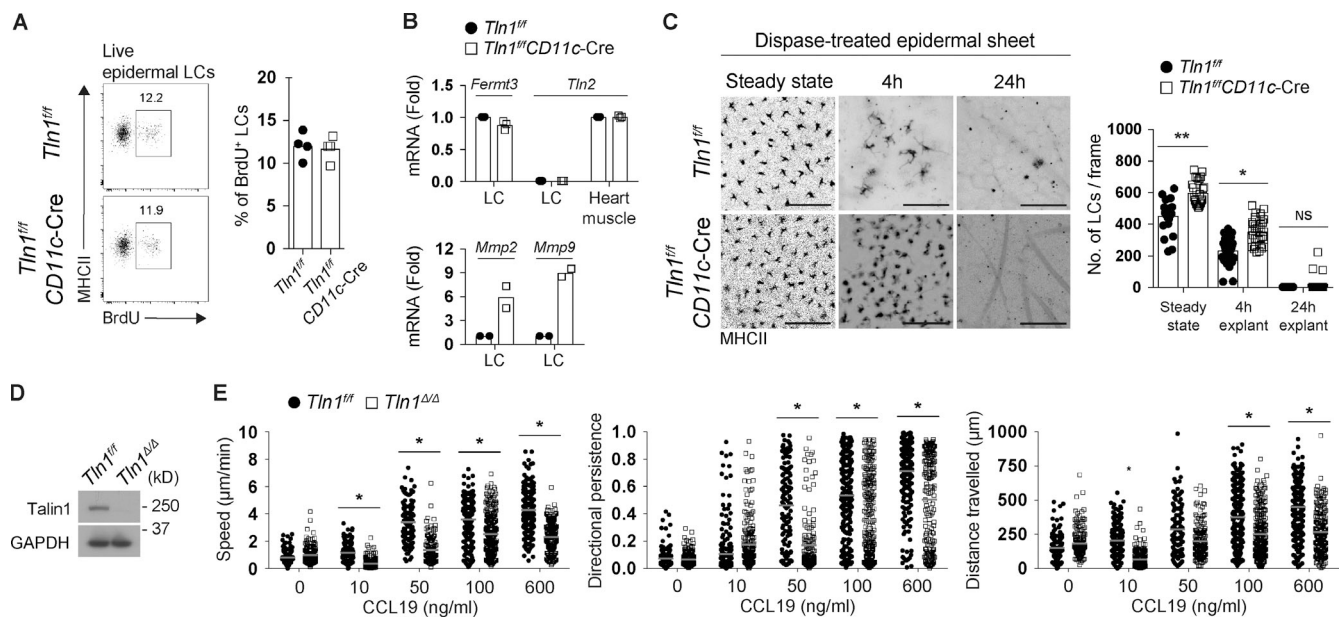 A
Live
epidermal LCs
12.2
Tln1f/f
11.9
Tln1f/f
CD11c-Cre
MHCII
BrdU
% of BrdU+ LCs
20
15
10
5
0
Tln1f/f
Tln1f/f
CD11c-Cre
B
Tln1f/f
Tln1f/fCD11c-Cre
Fermt3
Tln2
mRNA (Fold)
1.5
1.0
0.5
0.0
LC
LC
Heart
muscle
Mmp2
Mmp9
mRNA (Fold)
12
9
6
3
0
LC
LC
C
Dispase-treated epidermal sheet
Steady state
4h
24h
Tln1f/f
Tln1f/f
CD11c-Cre
MHCII
Tln1f/f
Tln1f/fCD11c-Cre
No. of LCs / frame
1000
800
600
400
200
0
**
*
NS
Steady
state
4h
explant
24h
explant
D
Tln1f/f
Tln1Δ/Δ
(kD)
Talin1
- 250
- 37
GAPDH
E
Tln1f/f
Tln1Δ/Δ
Speed (µm/min)
10
8
6
4
2
0
*
*
*
*
0
10
50
100
600
CCL19 (ng/ml)
Directional persistence
1.0
0.8
0.6
0.4
0.2
0.0
*
*
*
0
10
50
100
600
CCL19 (ng/ml)
Distance travelled (µm)
1000
750
500
250
0
*
*
*
0
10
50
100
600
CCL19 (ng/ml)